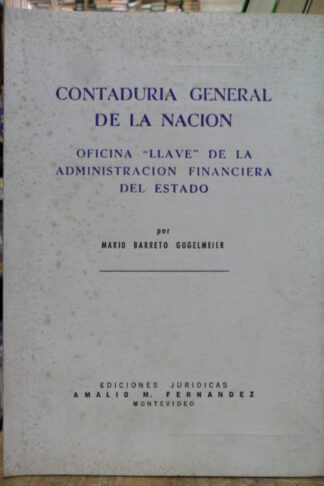 CONTADURIA GENERAL
DE LA NACION
OFICINA "LLAVE" DE LA
ADMINISTRACION FINANCIERA
DEL ESTADO
por
MARIO BARRETO GUGELMEIER
EDICIONES JURIDICAS
AMALIO M. FERNANDEZ
MONTEVIDEO